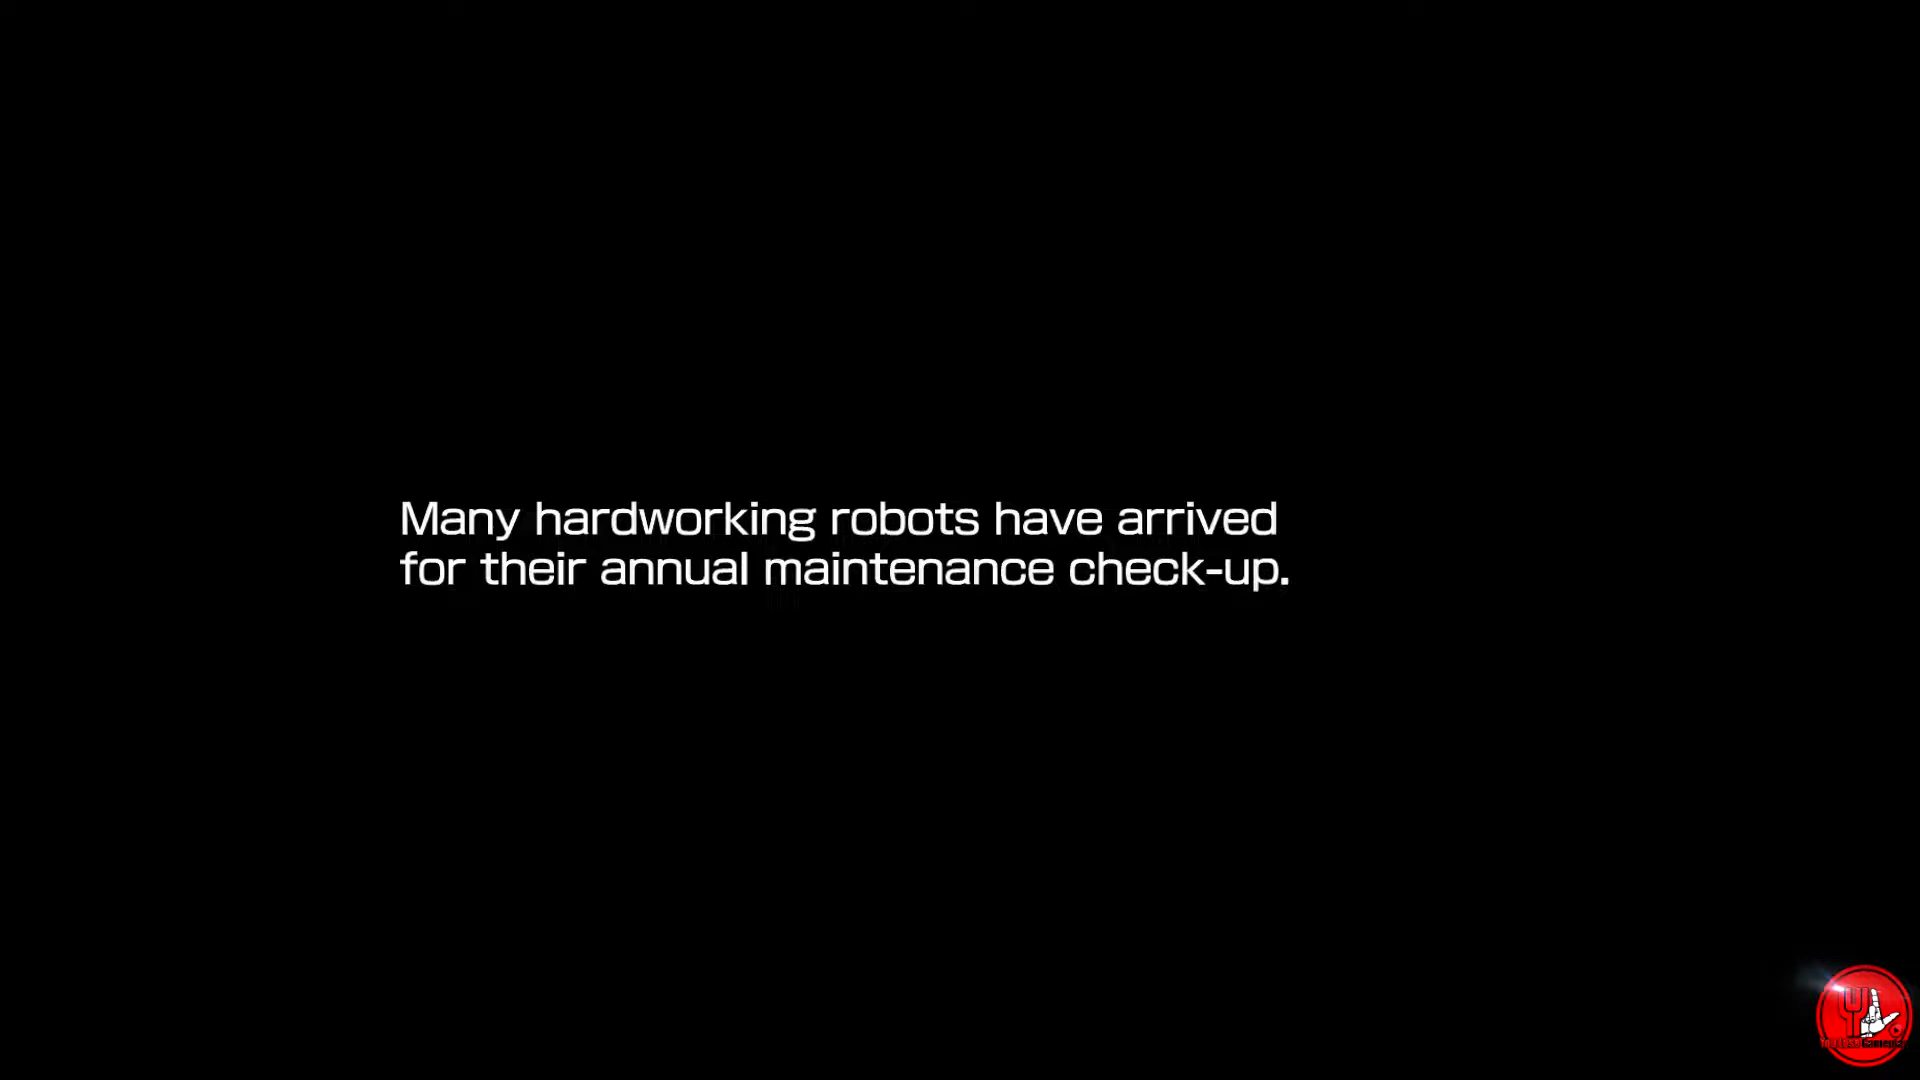 Many hardworking robots have arrived
for their annual maintenance check-up.